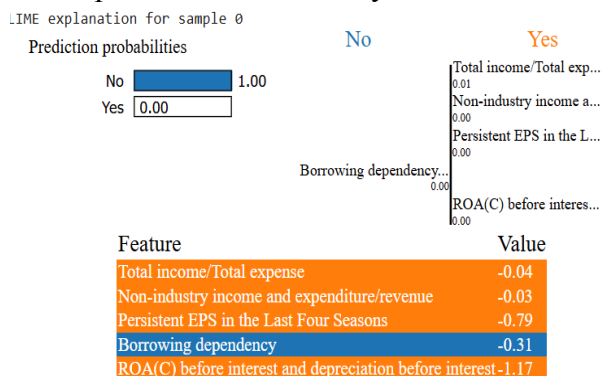 LIME explanation for sample 0
Prediction probabilities
No 1.00
Yes 0.00
No Yes
Total income/Total exp...
0.01
Non-industry income a...
0.00
Persistent EPS in the L...
0.00
Borrowing dependency...
0.00
ROA(C) before interes...
0.00
Feature Value
Total income/Total expense -0.04
Non-industry income and expenditure/revenue -0.03
Persistent EPS in the Last Four Seasons -0.79
Borrowing dependency -0.31
ROA(C) before interest and depreciation before interest -1.17